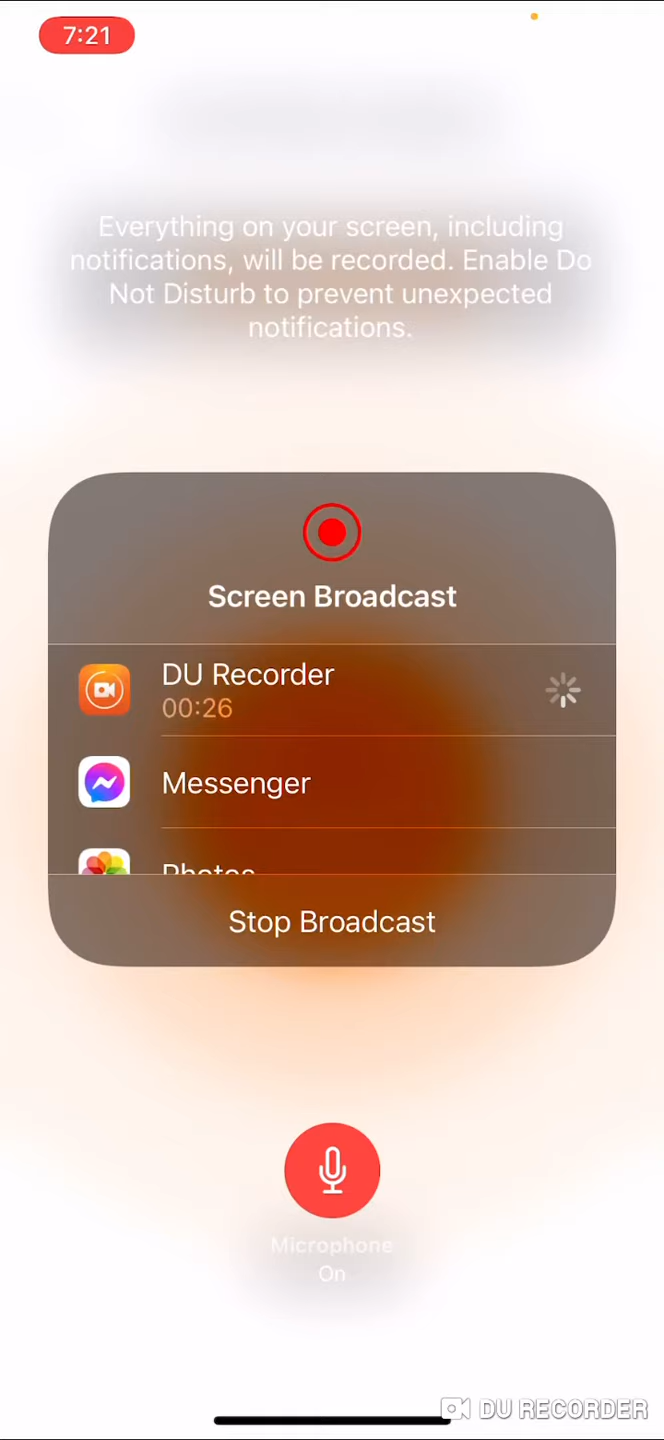 7:21
Everything on your screen, including
notifications, will be recorded. Enable Do
Not Disturb to prevent unexpected
notifications.
Screen Broadcast
DU Recorder
00:26
Messenger
Photos
Stop Broadcast
Microphone
On
DU RECORDER